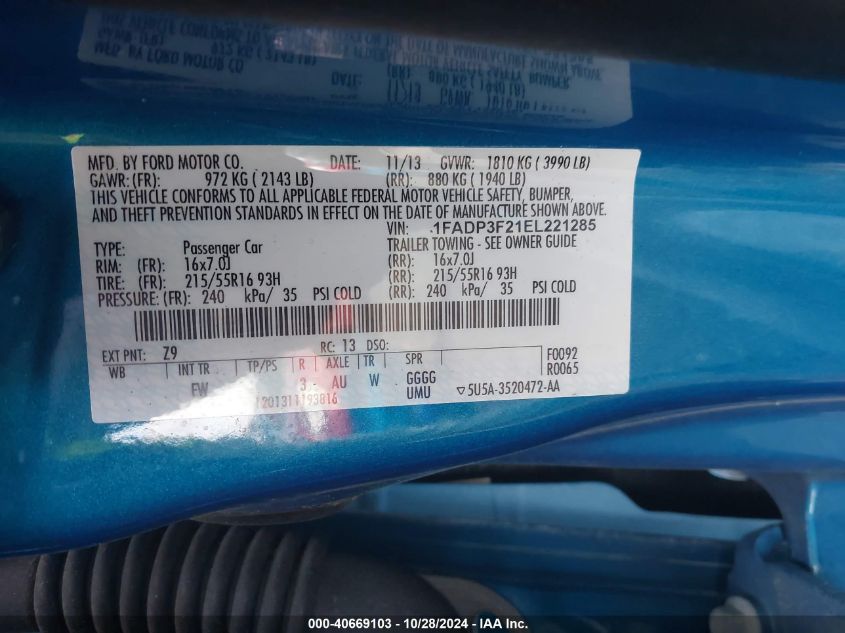 MFD. BY FORD MOTOR CO. DATE: 11/13 GVWR: 1810 KG ( 3990 LB)
GAWR: (FR): 972 KG ( 2143 LB) (RR): 880 KG ( 1940 LB)
THIS VEHICLE CONFORMS TO ALL APPLICABLE FEDERAL MOTOR VEHICLE SAFETY, BUMPER,
AND THEFT PREVENTION STANDARDS IN EFFECT ON THE DATE OF MANUFACTURE SHOWN ABOVE.
VIN: 1FADP3F21EL221285
TYPE: Passenger Car TRAILER TOWING - SEE OWNER GUIDE
RIM: (FR): 16x7.0J (RR): 16x7.0J
TIRE: (FR): 215/55R16 93H (RR): 215/55R16 93H
PRESSURE: (FR): 240 kPa/ 35 PSI COLD (RR): 240 kPa/ 35 PSI COLD
EXT PNT: Z9 RC: 13 DSO: F0092
WB INT TR TP/PS R AXLE TR SPR R0065
FW 3 AU W GGGG
UMU ▽5U5A-3520472-AA
1201311193816
000-40669103 - 10/28/2024 - IAAI Inc.